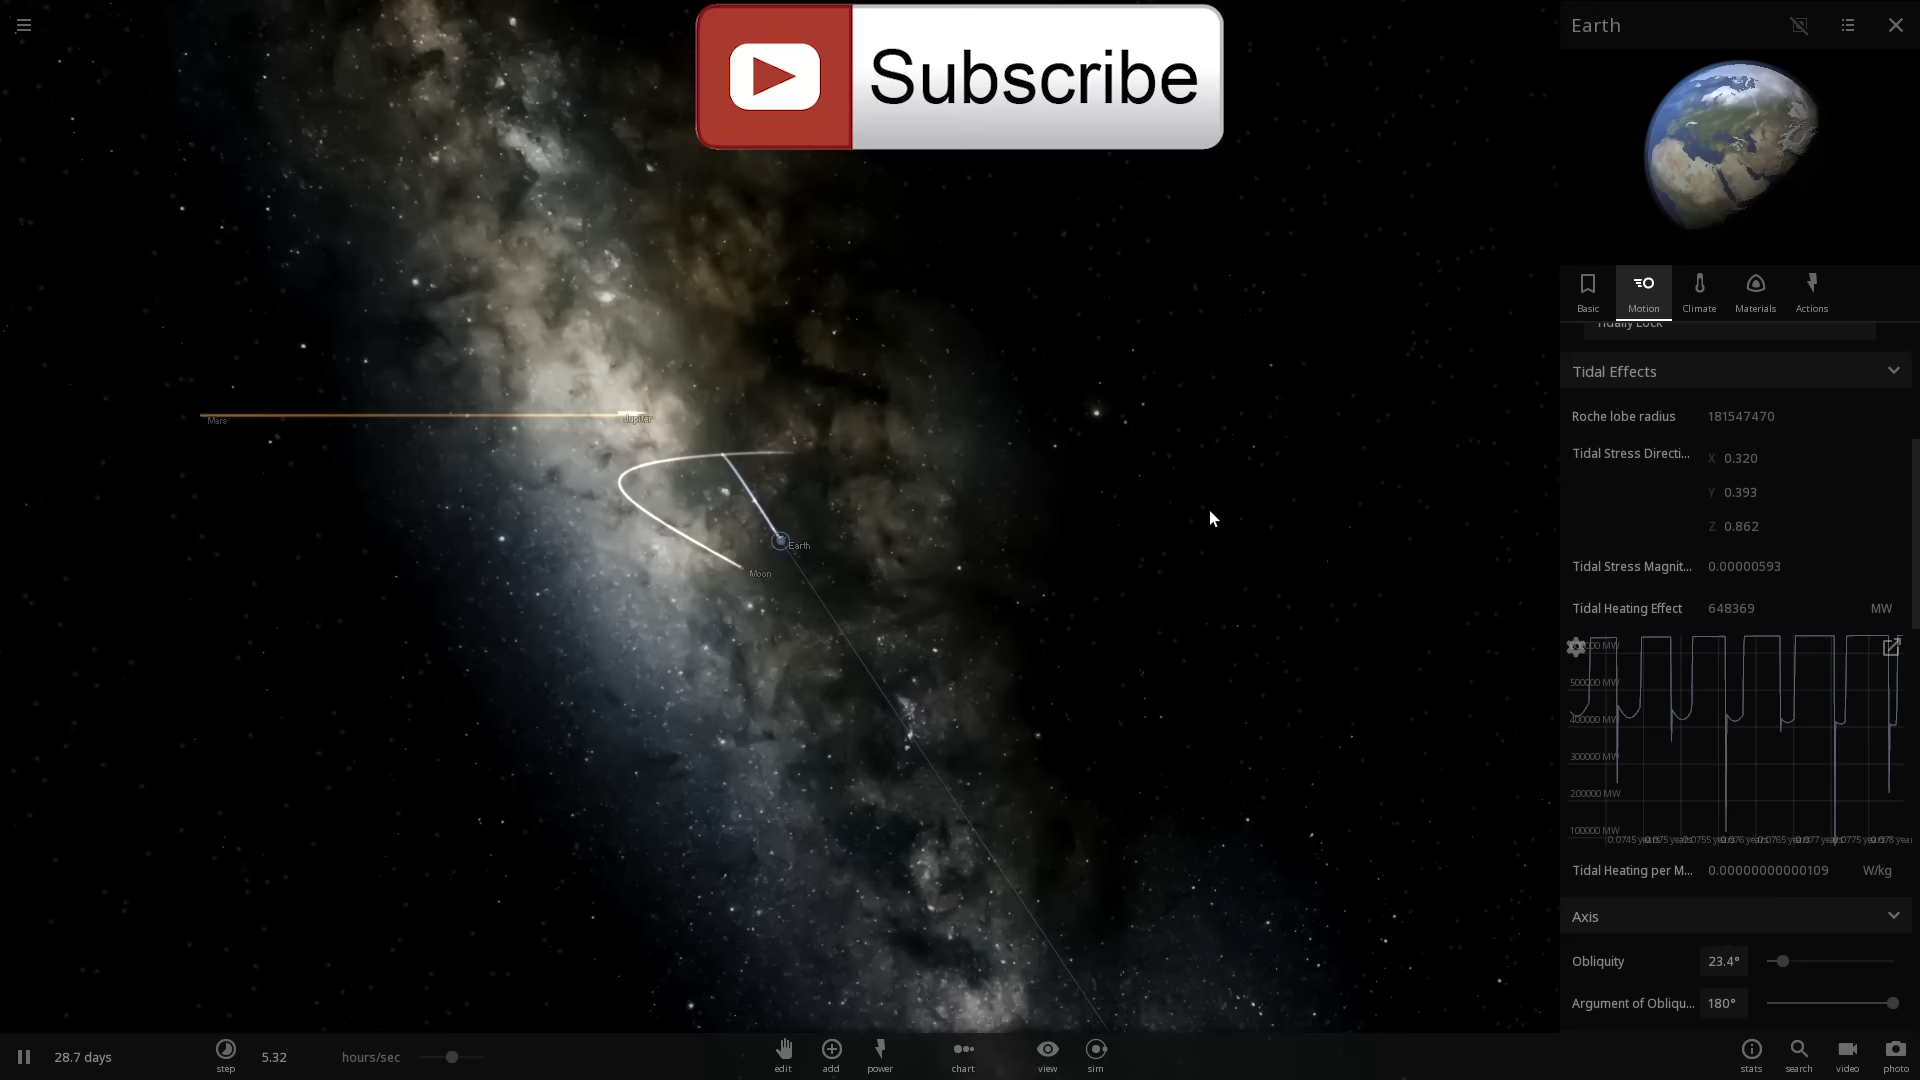 Subscribe
Earth
Basic
Motion
Climate
Materials
Actions
Tidally Lock
Tidal Effects
Roche lobe radius 181547470
Tidal Stress Directi... X 0.320
Y 0.393
Z 0.862
Tidal Stress Magnit... 0.00000593
Tidal Heating Effect 648369 MW
500000 MW
400000 MW
300000 MW
200000 MW
100000 MW
Tidal Heating per M... 0.00000000000109 W/kg
Axis
Obliquity 23.4°
Argument of Obliqu... 180°
Mars
Jupiter
Earth
Moon
28.7 days
step
5.32
hours/sec
edit
add
power
chart
view
sim
stats
search
video
photo